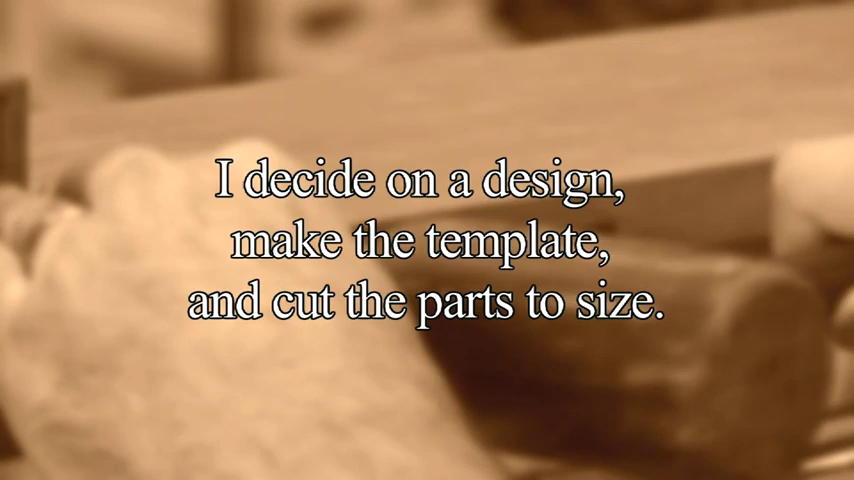 I decide on a design,
make the template,
and cut the parts to size.